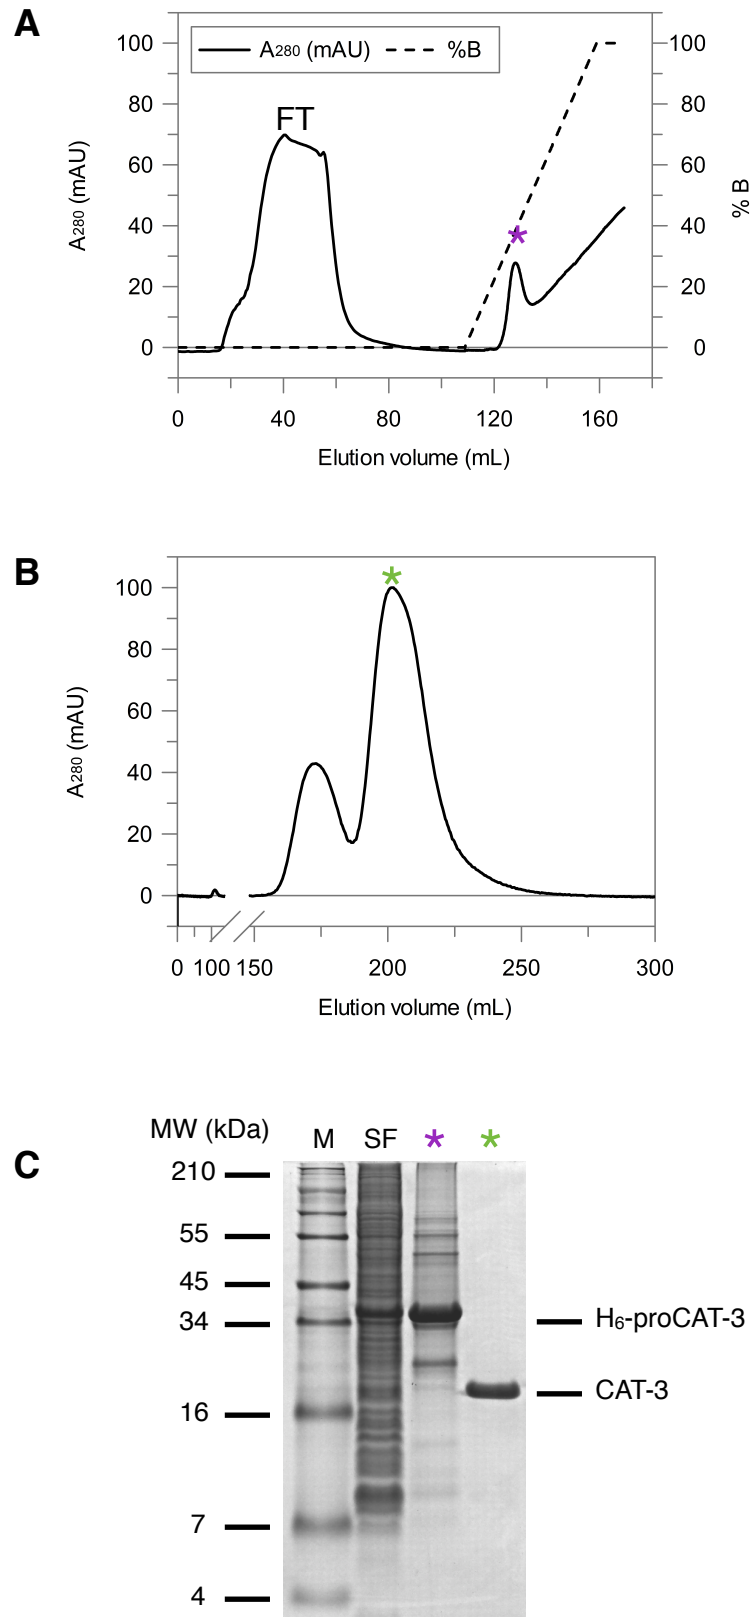 A
A280 (mAU) %B
FT
100 100
80 80
60 60
40 40
20 20
0 0
A280 (mAU)
% B
*
0 40 80 120 160
Elution volume (mL)
B
*
100
80
60
40
20
0
A280 (mAU)
0 100 150 200 250 300
Elution volume (mL)
C
MW (kDa) M SF * *
210
55
45
34 H₆-proCAT-3
CAT-3
16
7
4